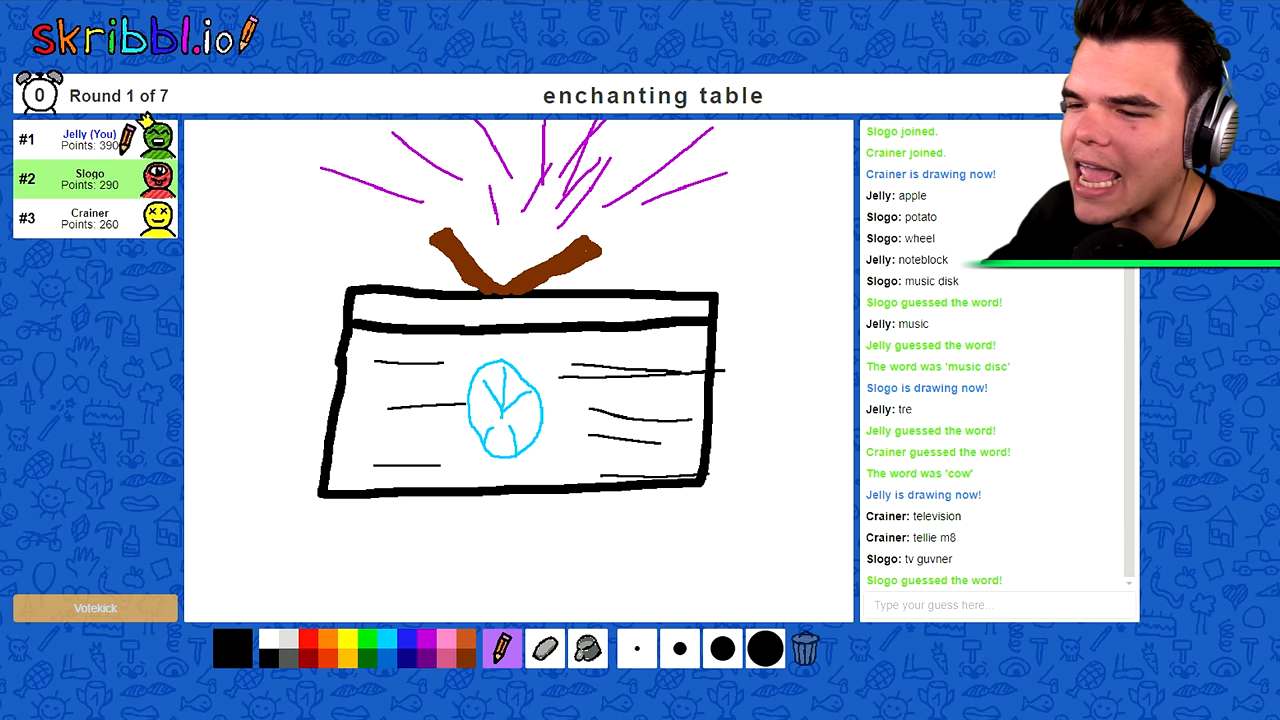 skribbl.io
0
Round 1 of 7
enchanting table
#1
Jelly (You)
Points: 390
#2
Slogo
Points: 290
#3
Crainer
Points: 260
Votekick
Slogo joined.
Crainer joined.
Crainer is drawing now!
Jelly: apple
Slogo: potato
Slogo: wheel
Jelly: noteblock
Slogo: music disk
Slogo guessed the word!
Jelly: music
Jelly guessed the word!
The word was 'music disc'
Slogo is drawing now!
Jelly: tre
Jelly guessed the word!
Crainer guessed the word!
The word was 'cow'
Jelly is drawing now!
Crainer: television
Crainer: tellie m8
Slogo: tv guvner
Slogo guessed the word!
Type your guess here...